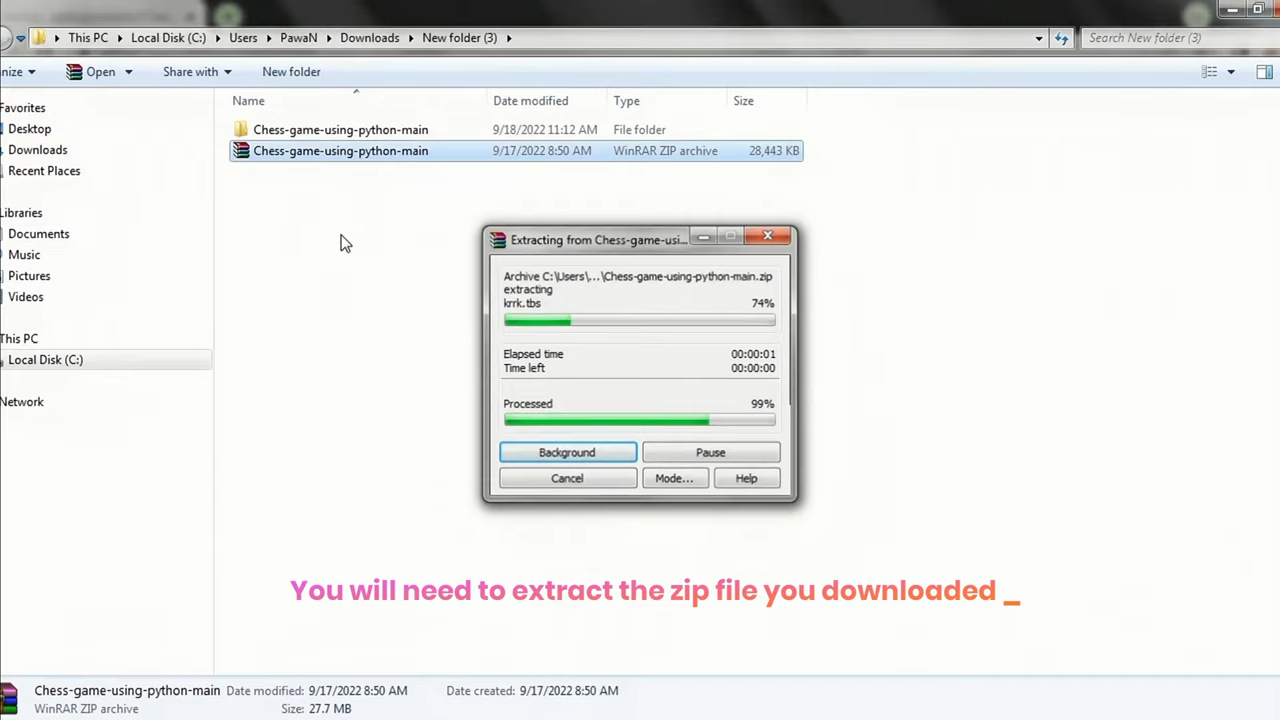 This PC Local Disk (C:) Users PawaN Downloads New folder (3) Search New folder (3)
nize Open Share with New folder
Favorites
Desktop
Downloads
Recent Places
Libraries
Documents
Music
Pictures
Videos
This PC
Local Disk (C:)
Network
Name Date modified Type Size
Chess-game-using-python-main 9/18/2022 11:12 AM File folder
Chess-game-using-python-main 9/17/2022 8:50 AM WinRAR ZIP archive 28,443 KB
Extracting from Chess-game-usi...
Archive C:\Users\...\Chess-game-using-python-main.zip
extracting
krrk.tbs 74%
Elapsed time 00:00:01
Time left 00:00:00
Processed 99%
Background Pause
Cancel Mode... Help
You will need to extract the zip file you downloaded _
Chess-game-using-python-main Date modified: 9/17/2022 8:50 AM Date created: 9/17/2022 8:50 AM
WinRAR ZIP archive Size: 27.7 MB